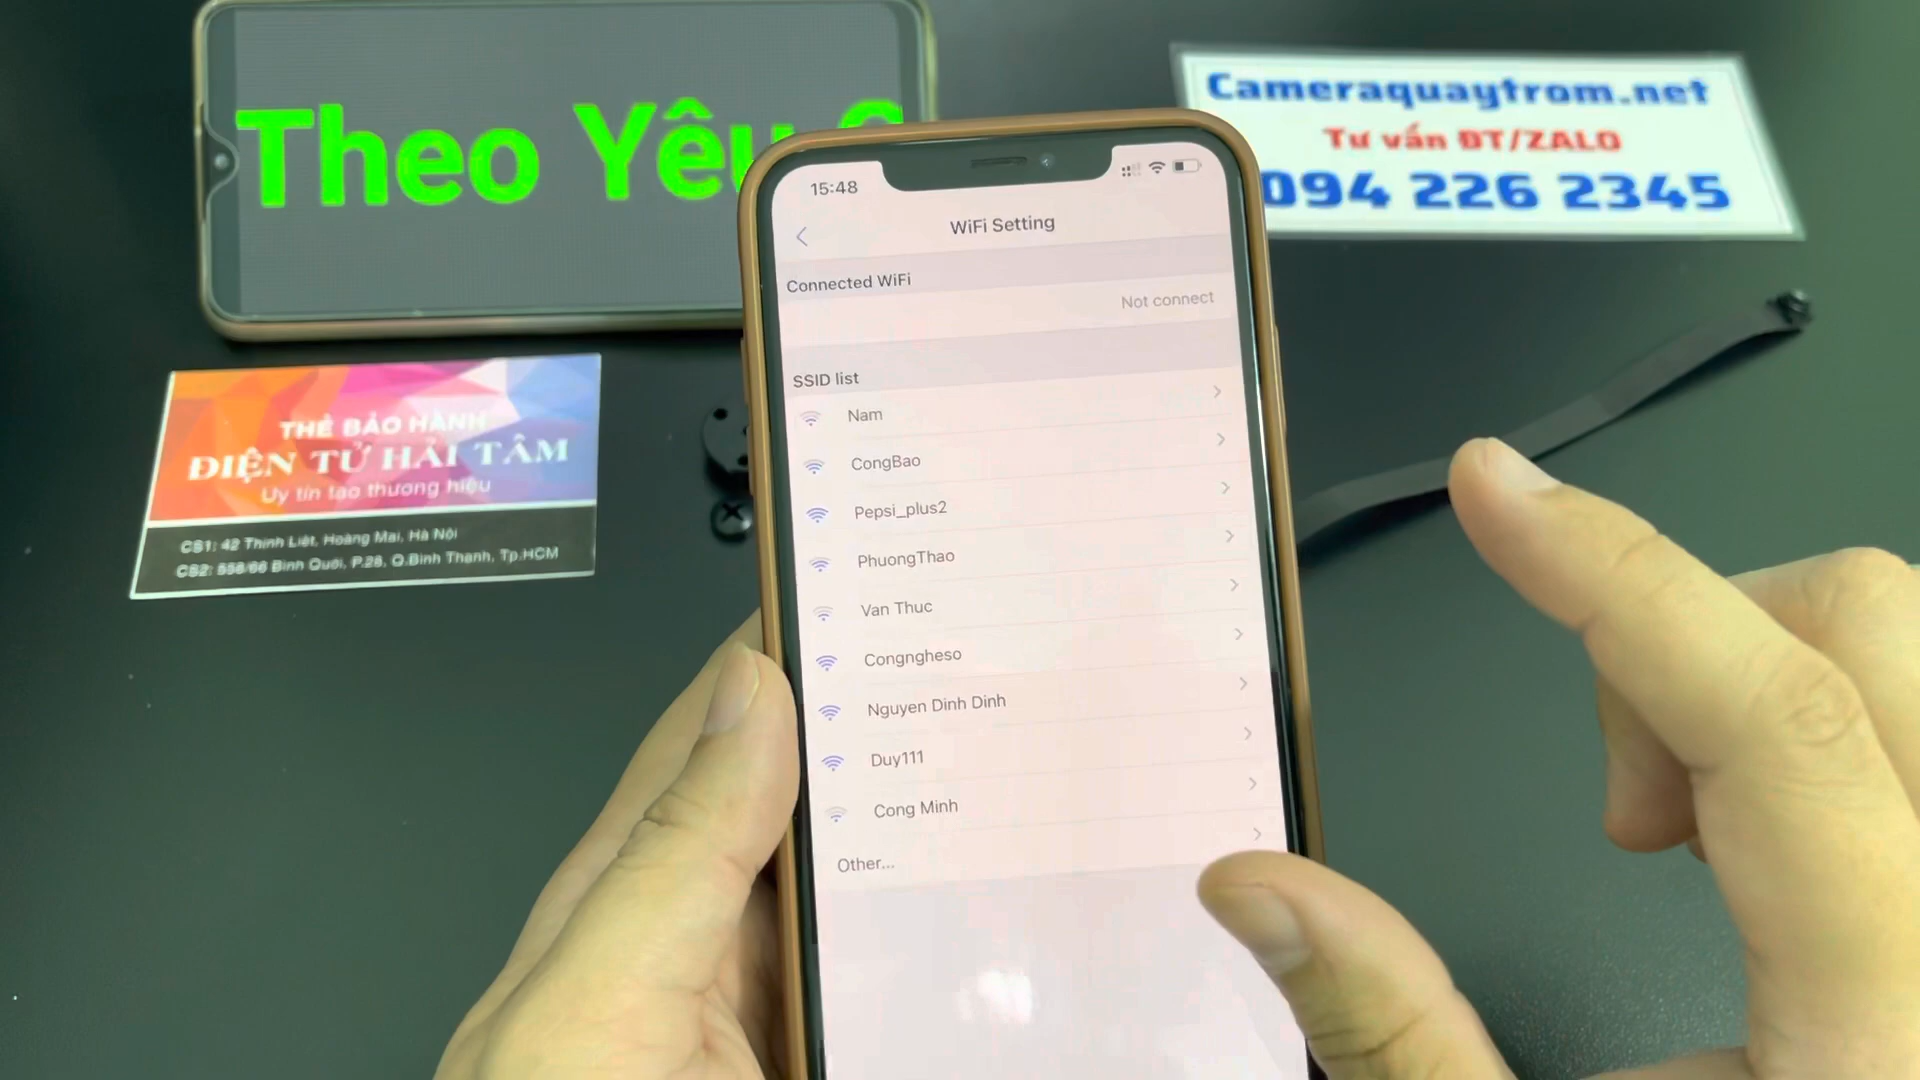 Theo Yêu
Cameraquaytrom.net
Tư vấn ĐT/ZALO
094 226 2345
THẺ BẢO HÀNH
ĐIỆN TỬ HẢI TÂM
Uy tín tạo thương hiệu
CS1: 42 Thịnh Liệt, Hoàng Mai, Hà Nội
CS2: 558/66 Bình Quới, P.28, Q.Bình Thạnh, Tp.HCM
15:48
WiFi Setting
Connected WiFi
Not connect
SSID list
Nam
CongBao
Pepsi_plus2
PhuongThao
Van Thuc
Congngheso
Nguyen Dinh Dinh
Duy111
Cong Minh
Other...